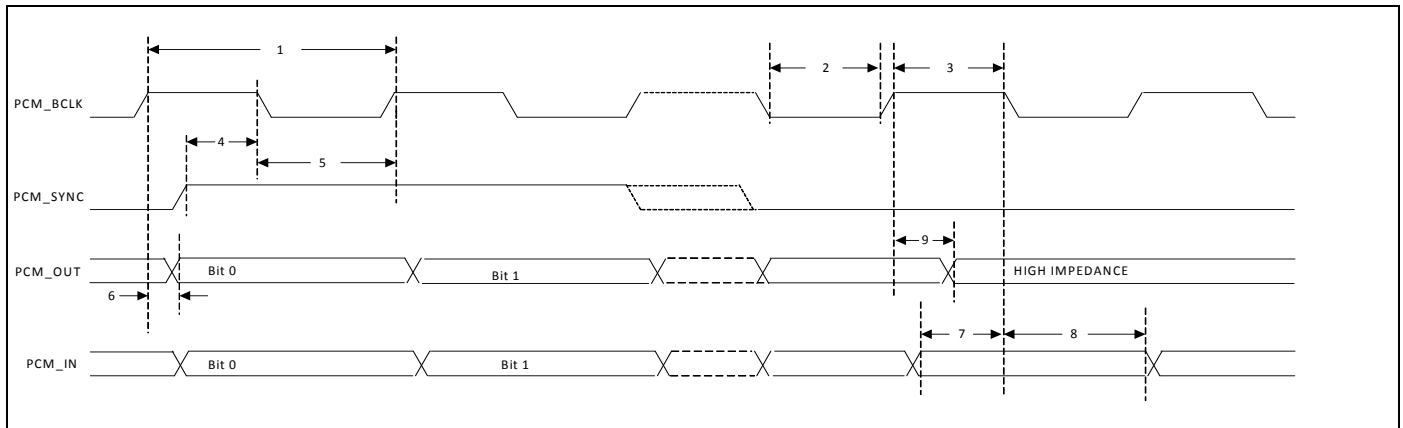 1
2
3
PCM_BCLK
4
5
PCM_SYNC
9
PCM_OUT
Bit 0
Bit 1
HIGH IMPEDANCE
6
7
8
PCM_IN
Bit 0
Bit 1